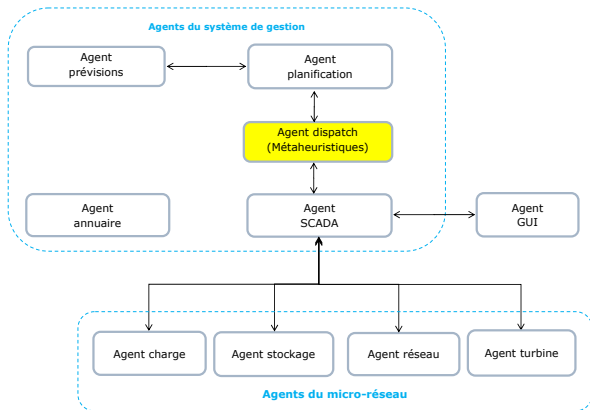 Agents du système de gestion
Agent
prévisions
Agent
planification
Agent dispatch
(Métaheuristiques)
Agent
annuaire
Agent
SCADA
Agent
GUI
Agent charge
Agent stockage
Agent réseau
Agent turbine
Agents du micro-réseau